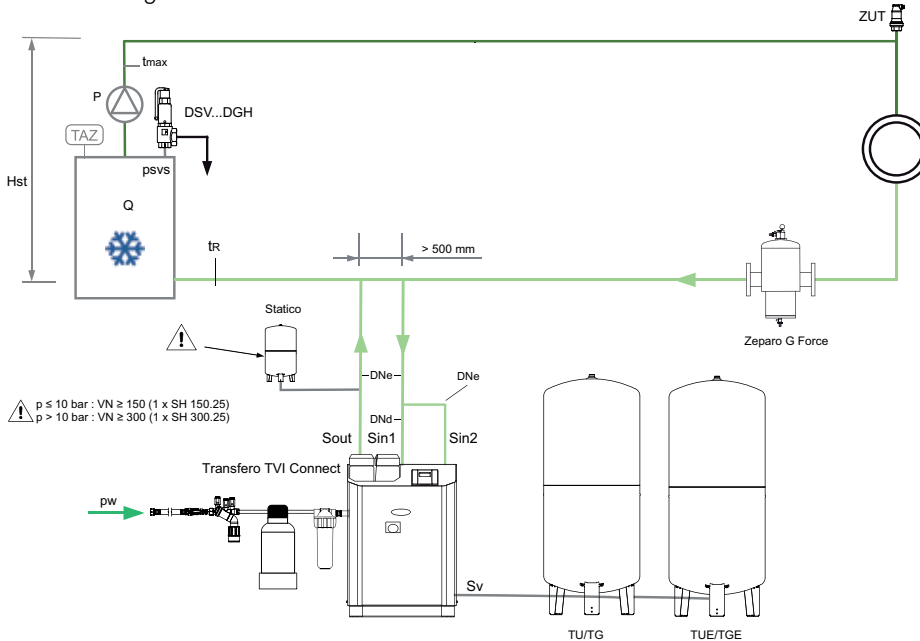 ZUT
tmax
P
DSV...DGH
TAZ
psvs
Hst
Q
tR
> 500 mm
Statico
Zeparo G Force
DNe
DNe
p ≤ 10 bar : VN ≥ 150 (1 x SH 150.25)
p > 10 bar : VN ≥ 300 (1 x SH 300.25)
DNd
Sout Sin1 Sin2
Transfero TVI Connect
pw
Sv
TU/TG
TUE/TGE